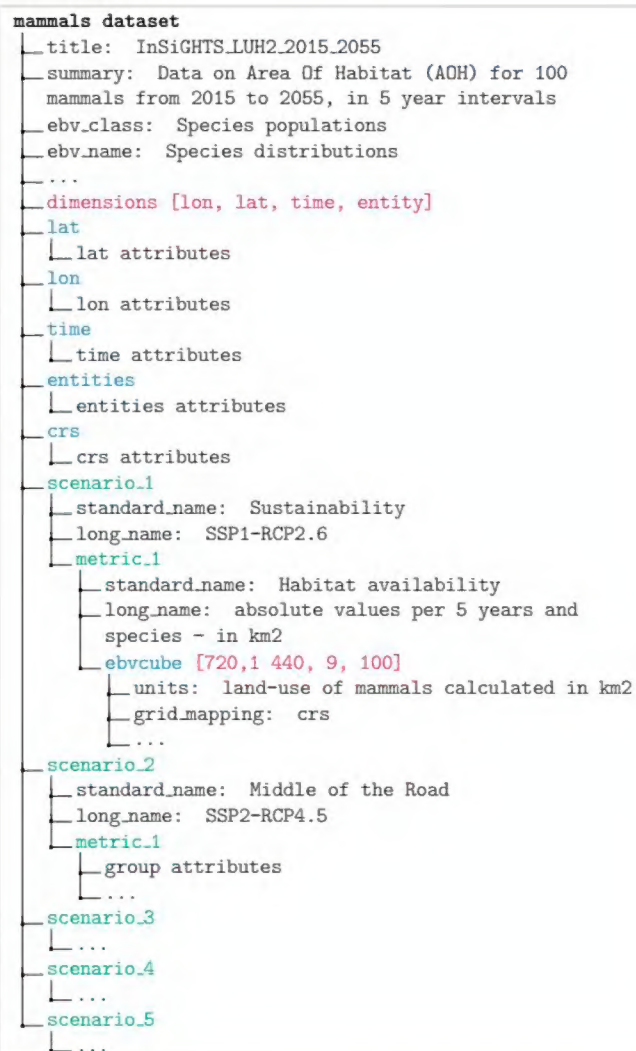 mammals dataset
title: InSiGHTS_LUH2_2015_2055
summary: Data on Area Of Habitat (AOH) for 100
mammals from 2015 to 2055, in 5 year intervals
ebv_class: Species populations
ebv_name: Species distributions
...
dimensions [lon, lat, time, entity]
lat
lat attributes
lon
lon attributes
time
time attributes
entities
entities attributes
crs
crs attributes
scenario_1
standard_name: Sustainability
long_name: SSP1-RCP2.6
metric_1
standard_name: Habitat availability
long_name: absolute values per 5 years and
species - in km2
ebvcube [720,1 440, 9, 100]
units: land-use of mammals calculated in km2
grid_mapping: crs
...
scenario_2
standard_name: Middle of the Road
long_name: SSP2-RCP4.5
metric_1
group attributes
...
scenario_3
...
scenario_4
...
scenario_5
...